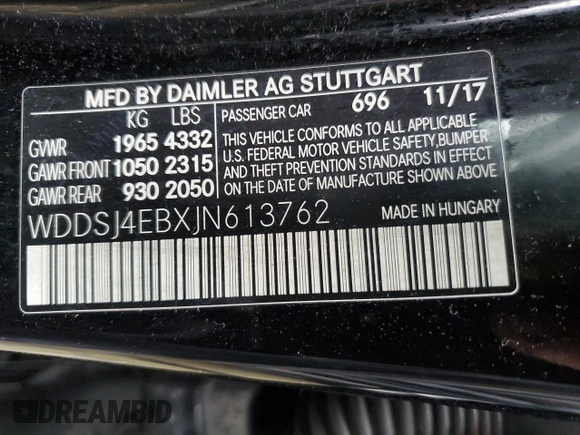 MFD BY DAIMLER AG STUTTGART
KG LBS PASSENGER CAR 696 11/17
GVWR 1965 4332
GAWR FRONT 1050 2315
GAWR REAR 930 2050
THIS VEHICLE CONFORMS TO ALL APPLICABLE
U.S. FEDERAL MOTOR VEHICLE SAFETY,BUMPER
AND THEFT PREVENTION STANDARDS IN EFFECT
ON THE DATE OF MANUFACTURE SHOWN ABOVE.
WDDSJ4EBXJN613762 MADE IN HUNGARY
DREAMBID